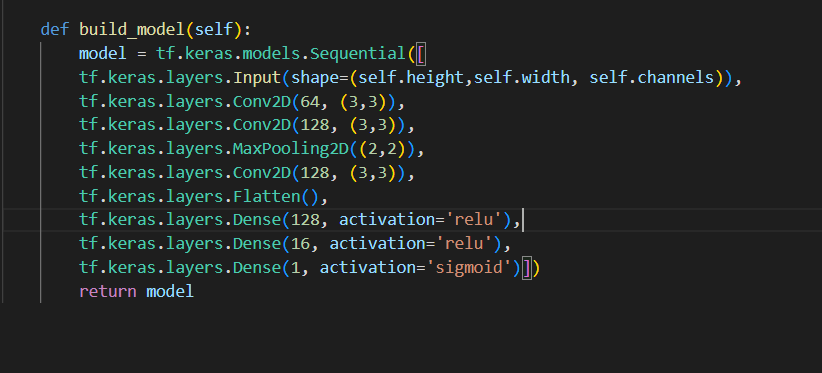 def build_model(self):
model = tf.keras.models.Sequential([
tf.keras.layers.Input(shape=(self.height,self.width, self.channels)),
tf.keras.layers.Conv2D(64, (3,3)),
tf.keras.layers.Conv2D(128, (3,3)),
tf.keras.layers.MaxPooling2D((2,2)),
tf.keras.layers.Conv2D(128, (3,3)),
tf.keras.layers.Flatten(),
tf.keras.layers.Dense(128, activation='relu'),
tf.keras.layers.Dense(16, activation='relu'),
tf.keras.layers.Dense(1, activation='sigmoid')])
return model